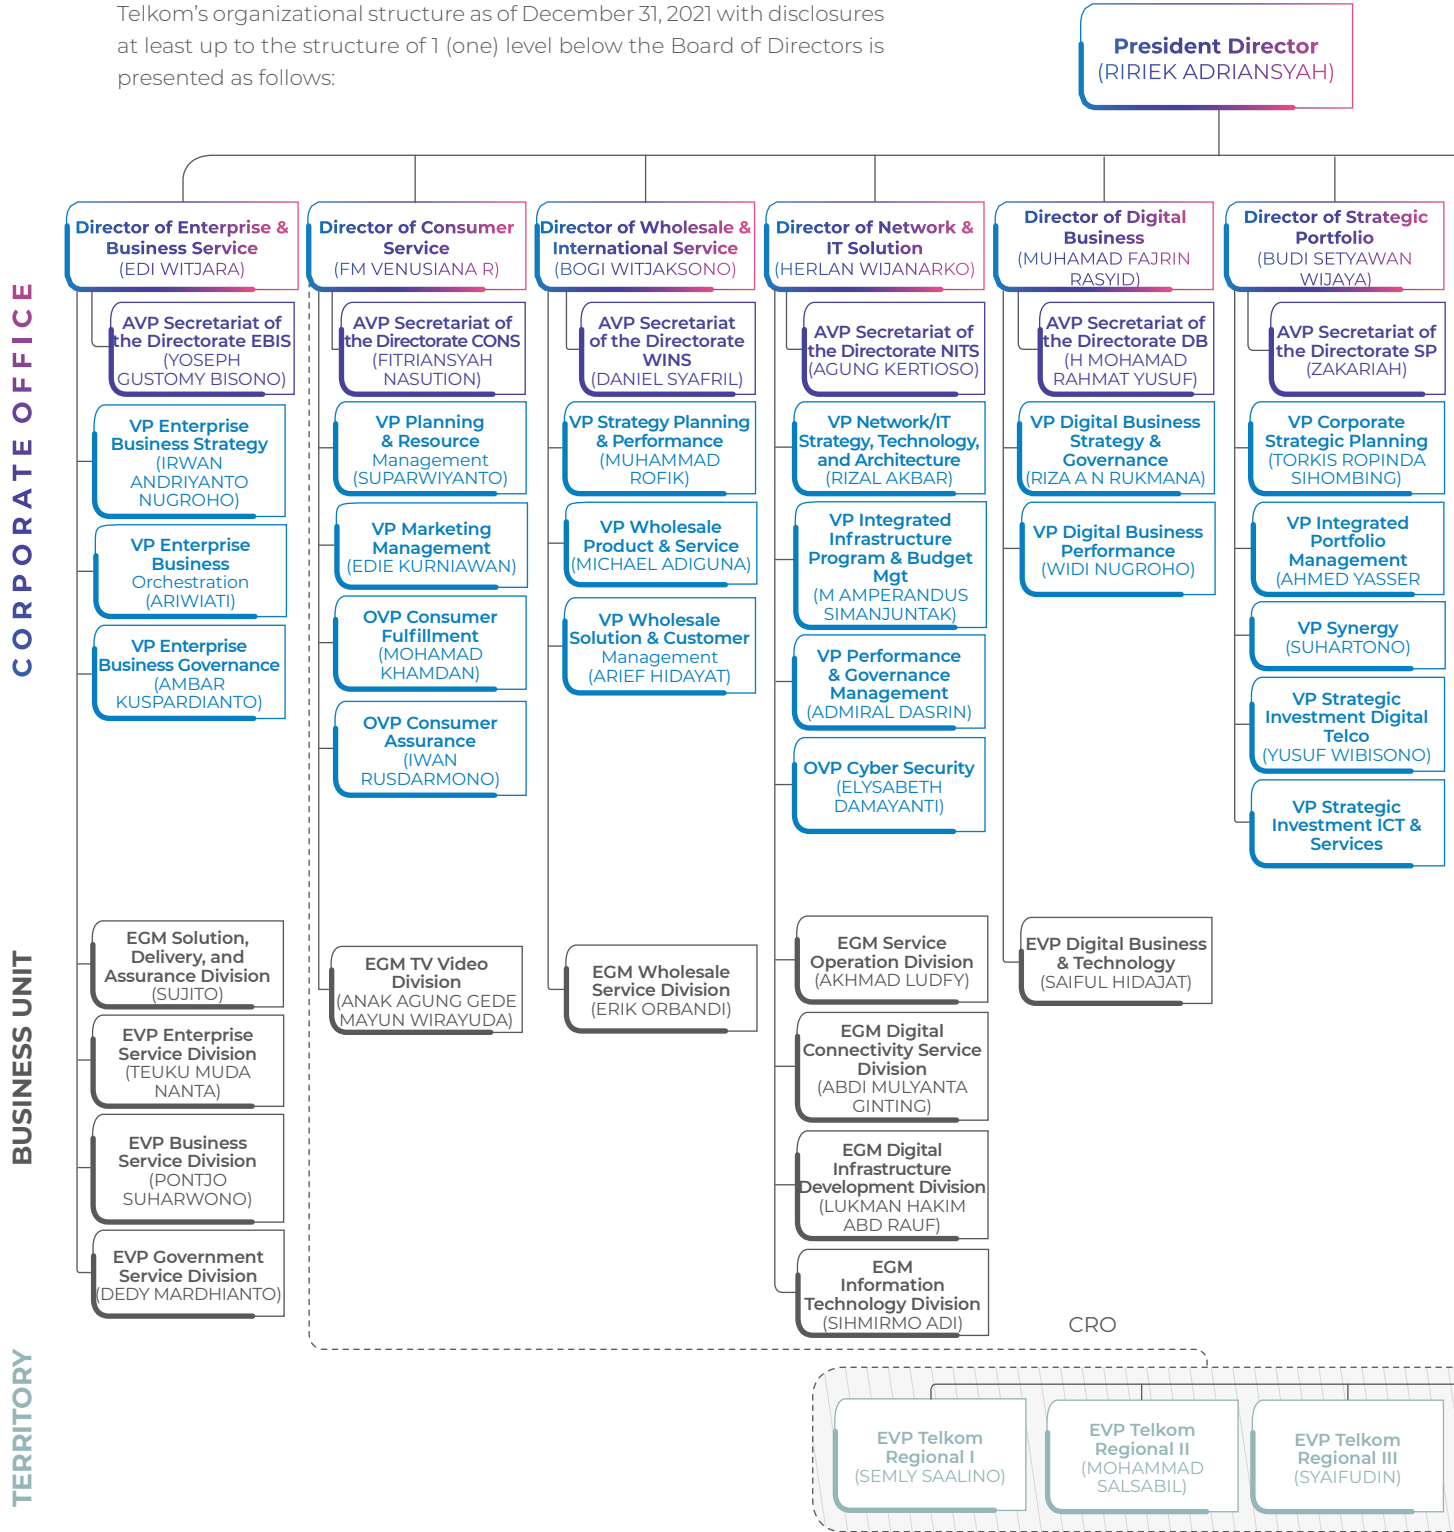 Telkom's organizational structure as of December 31, 2021 with disclosures
at least up to the structure of 1 (one) level below the Board of Directors is
presented as follows:
President Director
(RIRIEK ADRIANSYAH)
CORPORATE OFFICE
Director of Enterprise &
Business Service
(EDI WITJARA)
AVP Secretariat of
the Directorate EBIS
(YOSEPH
GUSTOMY BISONO)
VP Enterprise
Business Strategy
(IRWAN
ANDRIYANTO
NUGROHO)
VP Enterprise
Business
Orchestration
(ARIWIATI)
VP Enterprise
Business Governance
(AMBAR
KUSPARDIANTO)
Director of Consumer
Service
(FM VENUSIANA R)
AVP Secretariat of
the Directorate CONS
(FITRIANSYAH
NASUTION)
VP Planning
& Resource
Management
(SUPARWIYANTO)
VP Marketing
Management
(EDIE KURNIAWAN)
OVP Consumer
Fulfillment
(MOHAMAD
KHAMDAN)
OVP Consumer
Assurance
(IWAN
RUSDARMONO)
Director of Wholesale &
International Service
(BOGI WITJAKSONO)
AVP Secretariat
of the Directorate
WINS
(DANIEL SYAFRIL)
VP Strategy Planning
& Performance
(MUHAMMAD
ROFIK)
VP Wholesale
Product & Service
(MICHAEL ADIGUNA)
VP Wholesale
Solution & Customer
Management
(ARIEF HIDAYAT)
Director of Network &
IT Solution
(HERLAN WIJANARKO)
AVP Secretariat of
the Directorate NITS
(AGUNG KERTIOSO)
VP Network/IT
Strategy, Technology,
and Architecture
(RIZAL AKBAR)
VP Integrated
Infrastructure
Program & Budget
Mgt
(M AMPERANDUS
SIMANJUNTAK)
VP Performance
& Governance
Management
(ADMIRAL DASRIN)
OVP Cyber Security
(ELYSABETH
DAMAYANTI)
Director of Digital
Business
(MUHAMAD FAJRIN
RASYID)
AVP Secretariat of
the Directorate DB
(H MOHAMAD
RAHMAT YUSUF)
VP Digital Business
Strategy &
Governance
(RIZA A N RUKMANA)
VP Digital Business
Performance
(WIDI NUGROHO)
Director of Strategic
Portfolio
(BUDI SETYAWAN
WIJAYA)
AVP Secretariat of
the Directorate SP
(ZAKARIAH)
VP Corporate
Strategic Planning
(TORKIS ROPINDA
SIHOMBING)
VP Integrated
Portfolio
Management
(AHMED YASSER
VP Synergy
(SUHARTONO)
VP Strategic
Investment Digital
Telco
(YUSUF WIBISONO)
VP Strategic
Investment ICT &
Services
BUSINESS UNIT
EGM Solution,
Delivery, and
Assurance Division
(SUJITO)
EVP Enterprise
Service Division
(TEUKU MUDA
NANTA)
EVP Business
Service Division
(PONTJO
SUHARWONO)
EVP Government
Service Division
(DEDY MARDHIANTO)
EGM TV Video
Division
(ANAK AGUNG GEDE
MAYUN WIRAYUDA)
EGM Wholesale
Service Division
(ERIK ORBANDI)
EGM Service
Operation Division
(AKHMAD LUDFY)
EGM Digital
Connectivity Service
Division
(ABDI MULYANTA
GINTING)
EGM Digital
Infrastructure
Development Division
(LUKMAN HAKIM
ABD RAUF)
EGM
Information
Technology Division
(SIHMIRMO ADI)
EVP Digital Business
& Technology
(SAIFUL HIDAJAT)
TERRITORY
CRO
EVP Telkom
Regional I
(SEMLY SAALINO)
EVP Telkom
Regional II
(MOHAMMAD
SALSABIL)
EVP Telkom
Regional III
(SYAIFUDIN)